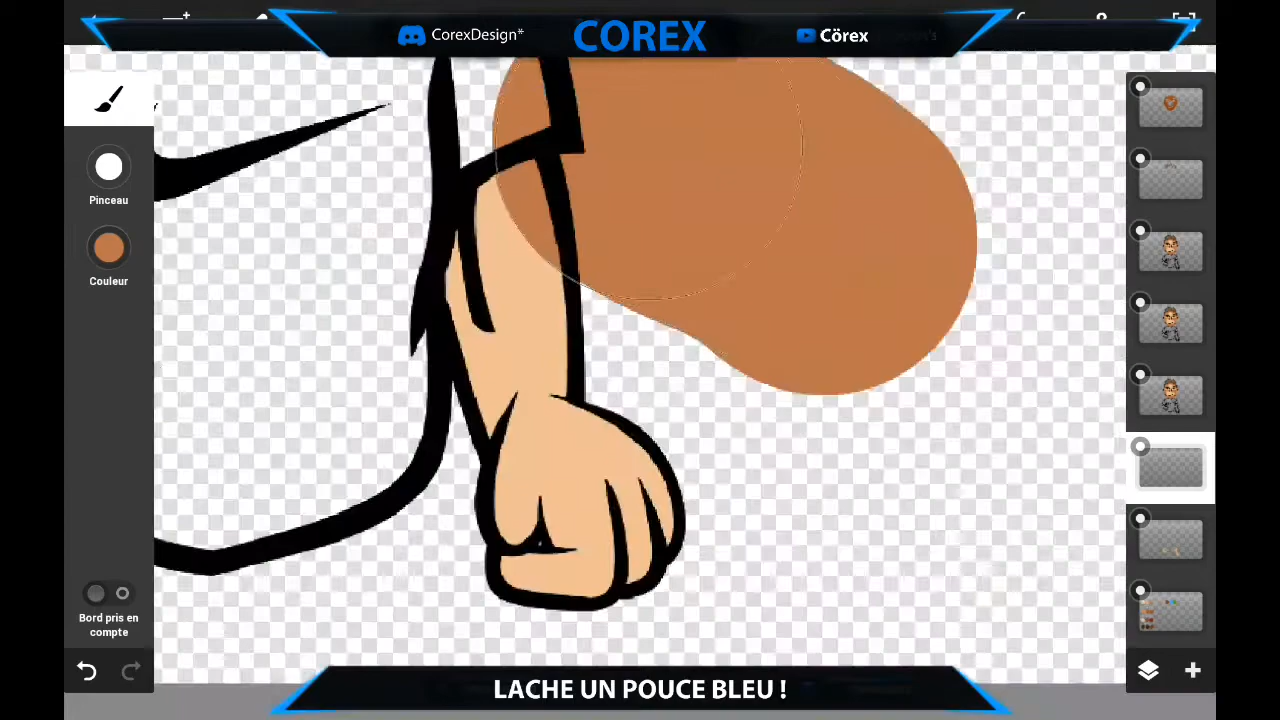 CorexDesign*
COREX
Cörex
Pinceau
Couleur
Bord pris en
compte
LACHE UN POUCE BLEU !